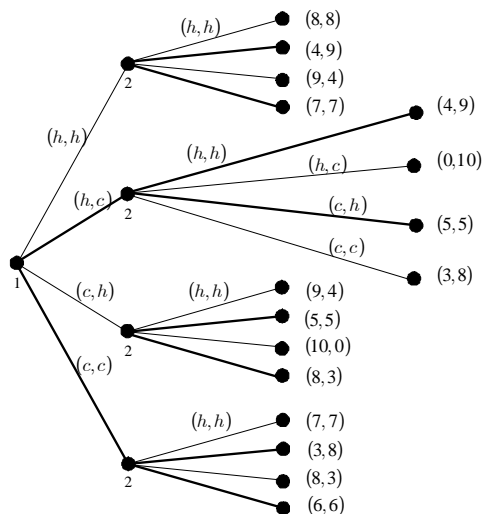 (h, h) (8,8)
(4,9)
2 (9,4)
(7,7)
(h, h)
(h, h) (4,9)
(h, c) (0,10)
(h, c)
2 (c, h) (5,5)
(c, c) (3,8)
1
(c, h) (h, h) (9,4)
(5,5)
2 (10,0)
(8,3)
(c, c)
(h, h) (7,7)
(3,8)
2 (8,3)
(6,6)